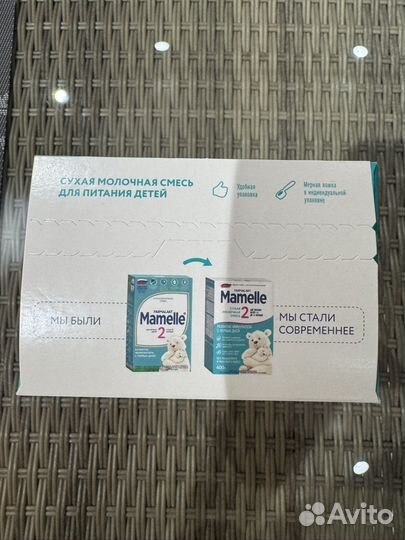 СУХАЯ МОЛОЧНАЯ СМЕСЬ
ДЛЯ ПИТАНИЯ ДЕТЕЙ
Удобная
упаковка
Мерная ложка
в индивидуальной
упаковке
МЫ БЫЛИ
Mamelle
2
Mamelle
2
400г
МЫ СТАЛИ
СОВРЕМЕННЕЕ
Avito